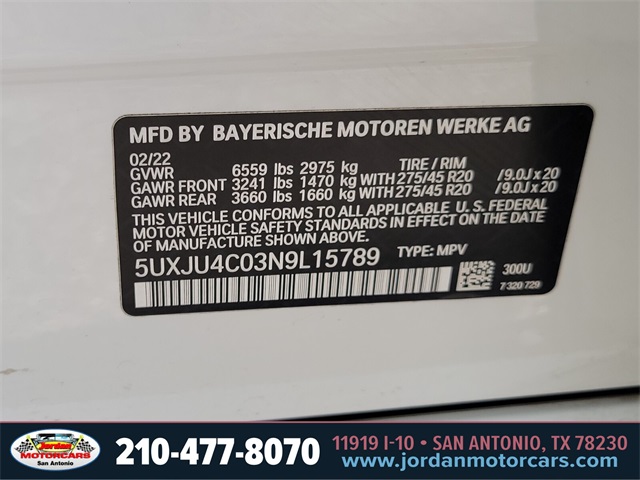 MFD BY BAYERISCHE MOTOREN WERKE AG
02/22
GVWR 6559 lbs 2975 kg TIRE / RIM
GAWR FRONT 3241 lbs 1470 kg WITH 275/45 R20 /9.0J x 20
GAWR REAR 3660 lbs 1660 kg WITH 275/45 R20 /9.0J x 20
THIS VEHICLE CONFORMS TO ALL APPLICABLE U.S. FEDERAL
MOTOR VEHICLE SAFETY STANDARDS IN EFFECT ON THE DATE OF
MANUFACTURE SHOWN ABOVE.
5UXJU4C03N9L15789 TYPE: MPV
300U
7 320 729
Jordan
MOTORCARS
San Antonio
210-477-8070
11919 I-10 • SAN ANTONIO, TX 78230
www.jordanmotorcars.com